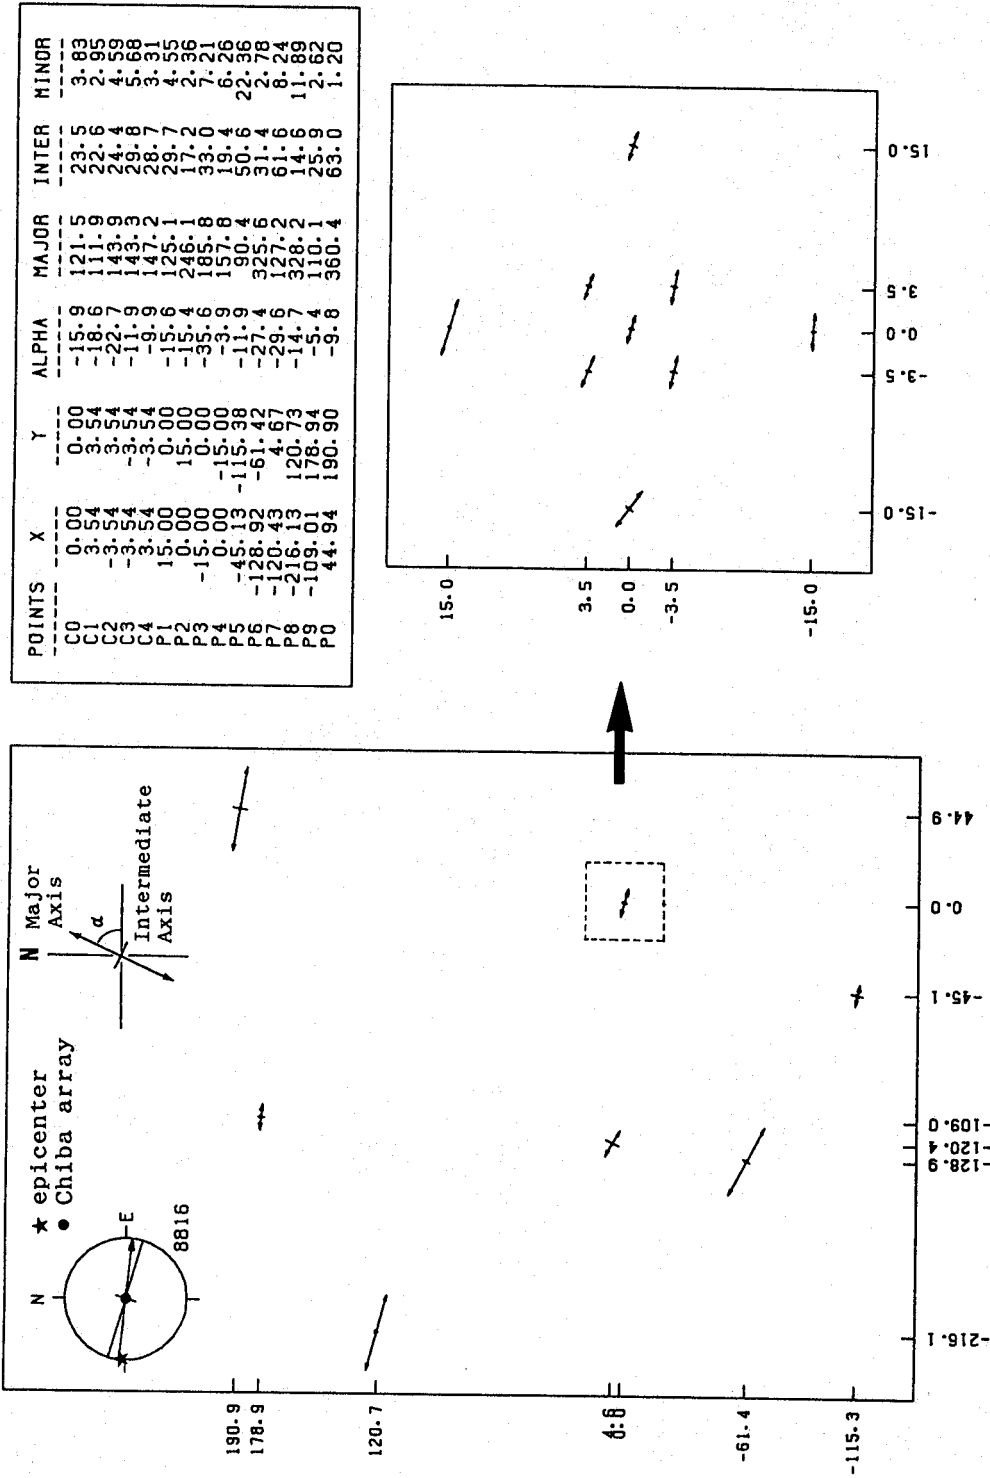 ★ epicenter
● Chiba array
N
E
8816
N Major
Axis
α
Intermediate
Axis
190.9
178.9
120.7
-61.4
-115.3
-216.1
-128.9
-120.4
-109.0
-45.1
0.0
44.9
POINTS X Y ALPHA MAJOR INTER MINOR
------ --- --- ----- ----- ----- -----
C0 0.00 0.00 -15.9 121.5 23.5 3.83
C1 3.54 3.54 -18.6 111.9 22.6 2.95
C2 -3.54 3.54 -22.7 143.9 24.4 4.59
C3 -3.54 -3.54 -11.9 143.3 29.8 5.68
C4 3.54 -3.54 -9.9 147.2 28.7 3.31
P1 15.00 0.00 -15.6 125.1 29.7 4.55
P2 0.00 15.00 -15.4 246.1 17.2 2.36
P3 -15.00 0.00 -35.6 185.8 33.0 7.21
P4 0.00 -15.00 -3.9 157.8 19.4 6.26
P5 -45.13 -115.38 -11.9 90.4 50.6 22.36
P6 -128.92 -61.42 -27.4 325.6 31.4 2.78
P7 -120.43 4.67 -29.6 127.2 61.6 8.24
P8 -216.13 120.73 -14.7 328.2 14.6 11.89
P9 -109.01 178.94 -5.4 110.1 25.9 2.62
P0 44.94 190.90 -9.8 360.4 63.0 1.20
15.0
3.5
0.0
-3.5
-15.0
-15.0
-3.5
0.0
3.5
15.0